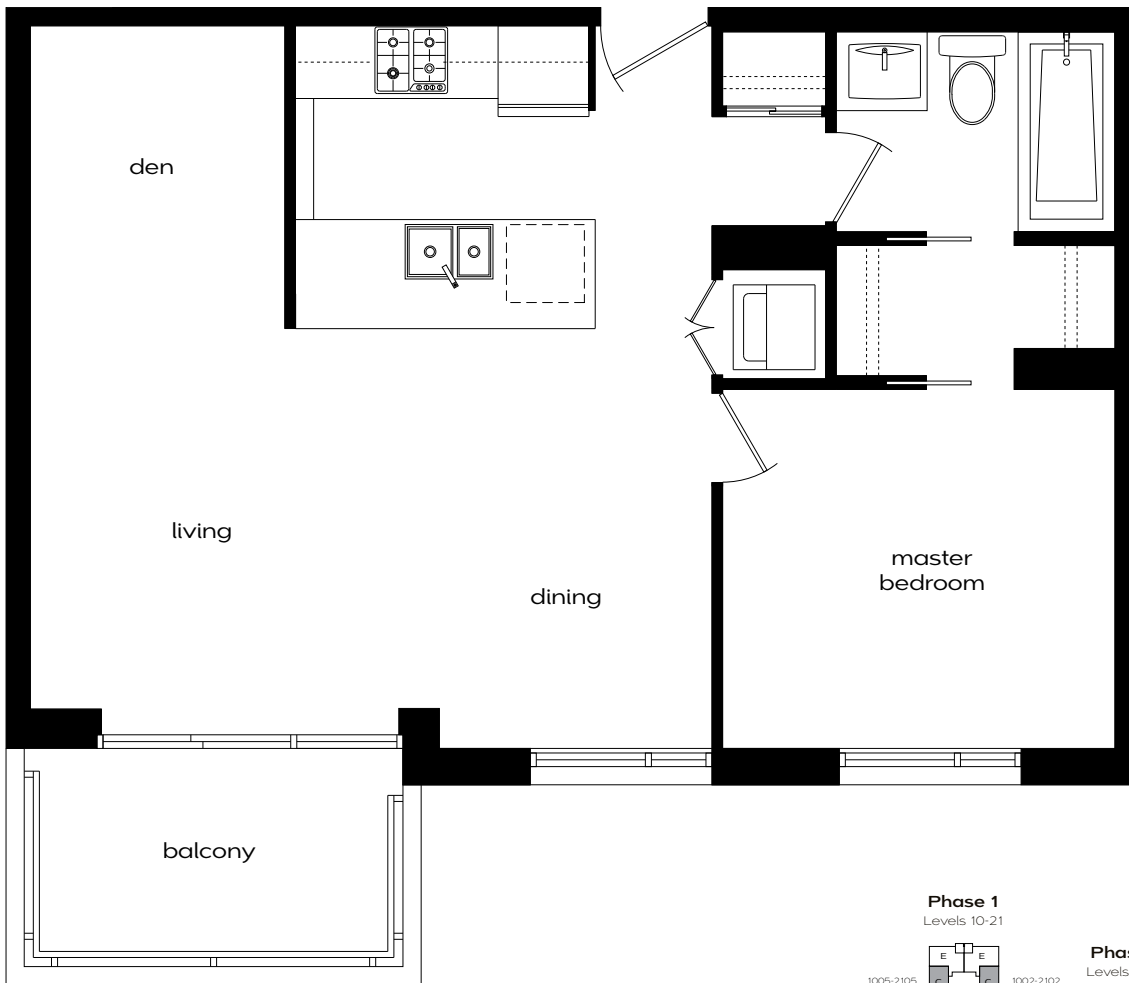 den
living
dining
master
bedroom
balcony
Phase 1
Levels 10-21
E E
1005-2105
1002-2102
Levels